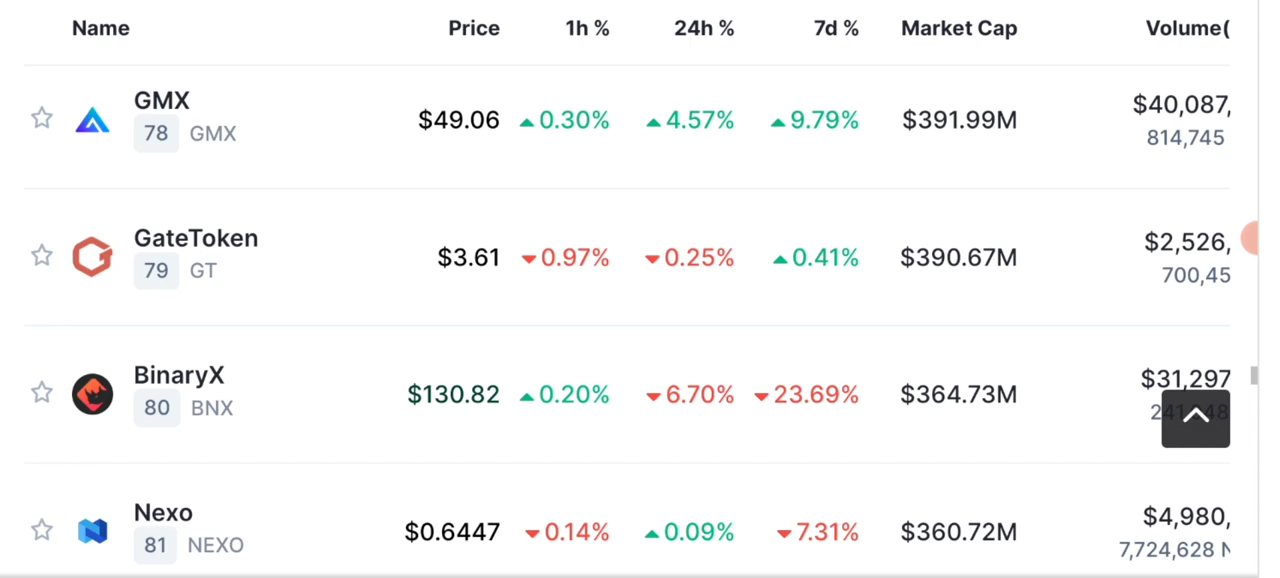 Name Price 1h % 24h % 7d % Market Cap Volume(
GMX
78 GMX
$49.06 ▲ 0.30% ▲ 4.57% ▲ 9.79% $391.99M $40,087,
814,745
GateToken
79 GT
$3.61 ▼ 0.97% ▼ 0.25% ▲ 0.41% $390.67M $2,526,
700,45
BinaryX
80 BNX
$130.82 ▲ 0.20% ▼ 6.70% ▼ 23.69% $364.73M $31,297
Nexo
81 NEXO
$0.6447 ▼ 0.14% ▲ 0.09% ▼ 7.31% $360.72M $4,980,
7,724,628 N